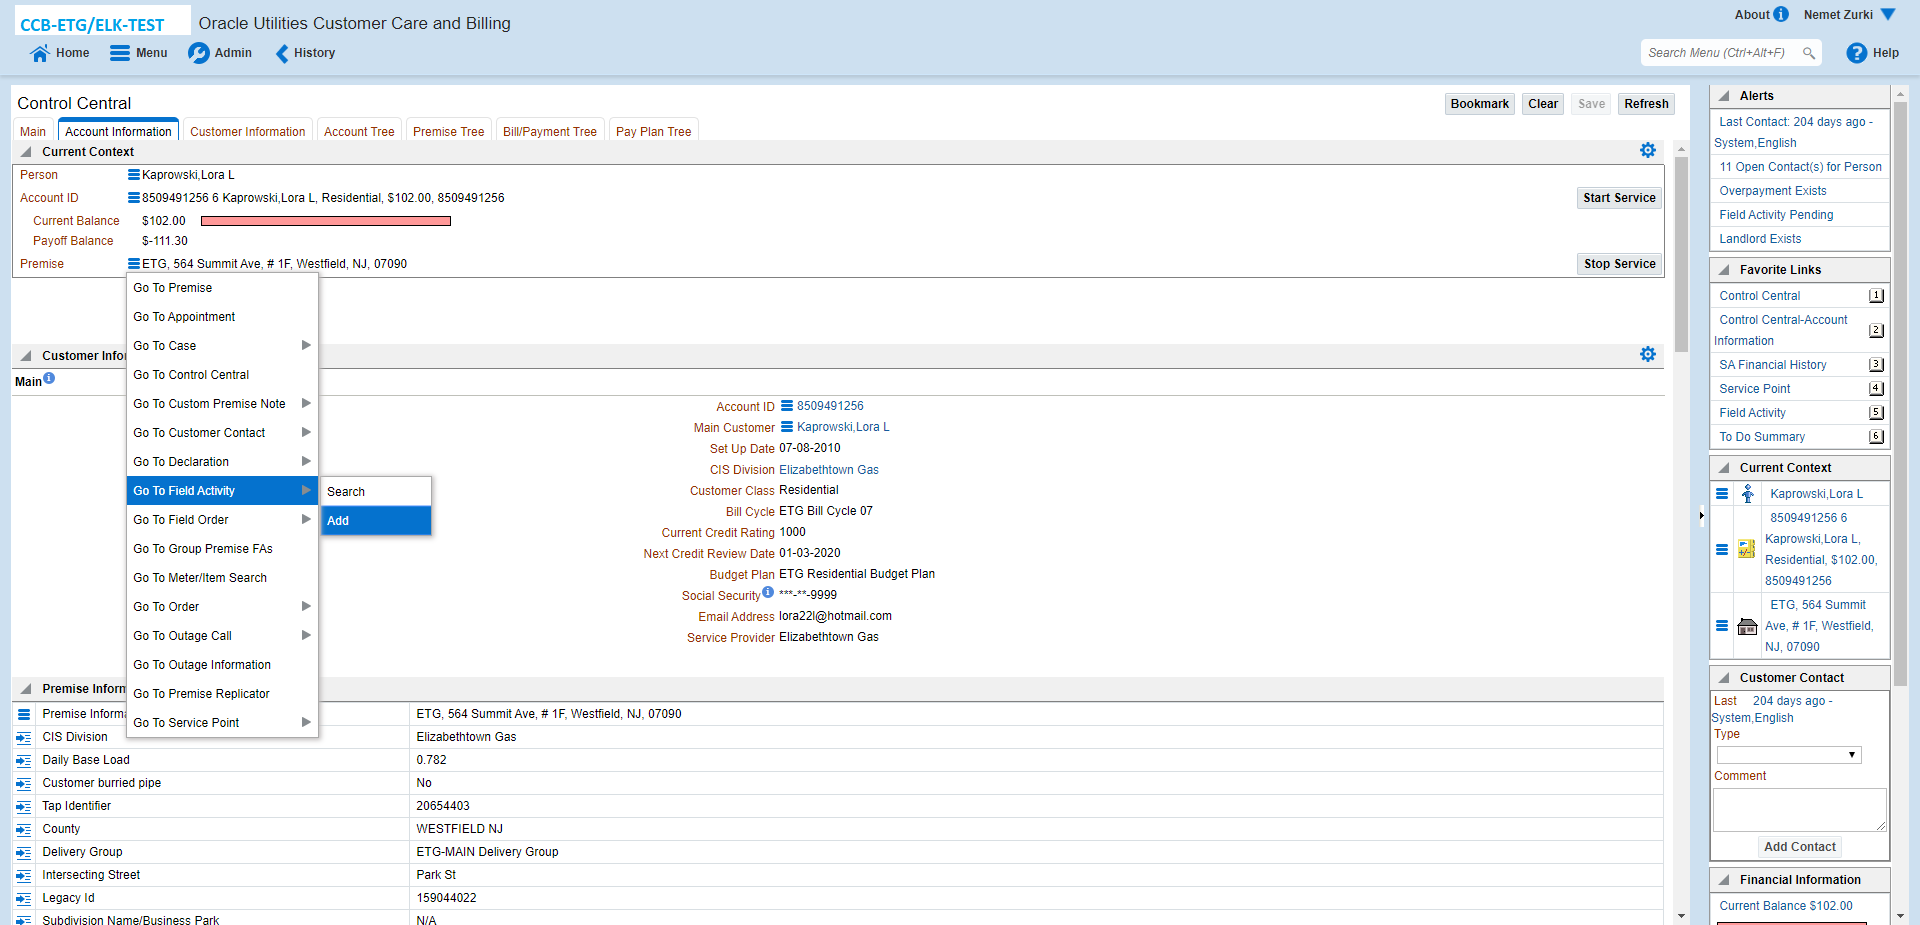 CCB-ETG/ELK-TEST
Oracle Utilities Customer Care and Billing
About
Nemet Zurki
Home
Menu
Admin
History
Search Menu (Ctrl+Alt+F)
Help
Control Central
Bookmark
Clear
Save
Refresh
Main
Account Information
Customer Information
Account Tree
Premise Tree
Bill/Payment Tree
Pay Plan Tree
Current Context
Person
Kaprowski,Lora L
Account ID
8509491256 6 Kaprowski,Lora L, Residential, $102.00, 8509491256
Start Service
Current Balance
$102.00
Payoff Balance
$-111.30
Premise
ETG, 564 Summit Ave, # 1F, Westfield, NJ, 07090
Stop Service
Go To Premise
Go To Appointment
Go To Case
Go To Control Central
Go To Custom Premise Note
Go To Customer Contact
Go To Declaration
Go To Field Activity
Go To Field Order
Go To Group Premise FAs
Go To Meter/Item Search
Go To Order
Go To Outage Call
Go To Outage Information
Go To Premise Replicator
Go To Service Point
Search
Add
Customer Infor
Main
Account ID
8509491256
Main Customer
Kaprowski,Lora L
Set Up Date
07-08-2010
CIS Division
Elizabethtown Gas
Customer Class
Residential
Bill Cycle
ETG Bill Cycle 07
Current Credit Rating
1000
Next Credit Review Date
01-03-2020
Budget Plan
ETG Residential Budget Plan
Social Security
***-**-9999
Email Address
lora22l@hotmail.com
Service Provider
Elizabethtown Gas
Premise Inform
Premise Informa
ETG, 564 Summit Ave, # 1F, Westfield, NJ, 07090
CIS Division
Elizabethtown Gas
Daily Base Load
0.782
Customer burried pipe
No
Tap Identifier
20654403
County
WESTFIELD NJ
Delivery Group
ETG-MAIN Delivery Group
Intersecting Street
Park St
Legacy Id
159044022
Subdivision Name/Business Park
N/A
Alerts
Last Contact: 204 days ago -
System,English
11 Open Contact(s) for Person
Overpayment Exists
Field Activity Pending
Landlord Exists
Favorite Links
Control Central
1
Control Central-Account
Information
2
SA Financial History
3
Service Point
4
Field Activity
5
To Do Summary
6
Current Context
Kaprowski,Lora L
8509491256 6
Kaprowski,Lora L,
Residential, $102.00,
8509491256
ETG, 564 Summit
Ave, # 1F, Westfield,
NJ, 07090
Customer Contact
Last 204 days ago -
System,English
Type
Comment
Add Contact
Financial Information
Current Balance $102.00